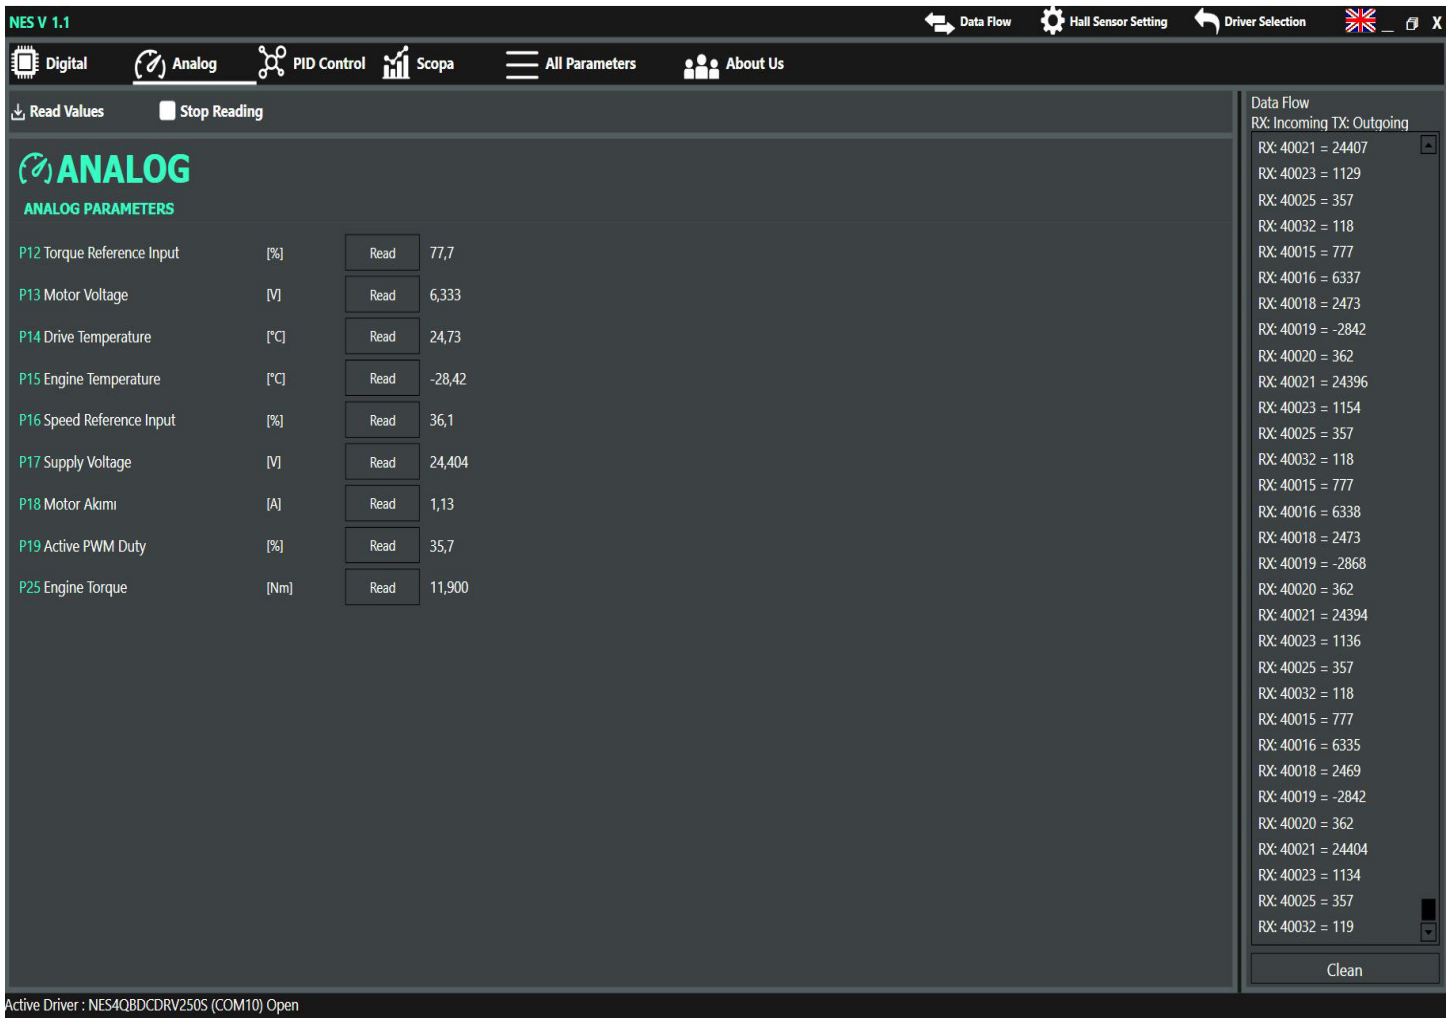 NES V 1.1 Data Flow Hall Sensor Setting Driver Selection _ X
Digital Analog PID Control Scopa All Parameters About Us
Read Values Stop Reading
ANALOG
ANALOG PARAMETERS
P12 Torque Reference Input [%] Read 77,7
P13 Motor Voltage [V] Read 6,333
P14 Drive Temperature [°C] Read 24,73
P15 Engine Temperature [°C] Read -28,42
P16 Speed Reference Input [%] Read 36,1
P17 Supply Voltage [V] Read 24,404
P18 Motor Akımı [A] Read 1,13
P19 Active PWM Duty [%] Read 35,7
P25 Engine Torque [Nm] Read 11,900
Data Flow
RX: Incoming TX: Outgoing
RX: 40021 = 24407
RX: 40023 = 1129
RX: 40025 = 357
RX: 40032 = 118
RX: 40015 = 777
RX: 40016 = 6337
RX: 40018 = 2473
RX: 40019 = -2842
RX: 40020 = 362
RX: 40021 = 24396
RX: 40023 = 1154
RX: 40025 = 357
RX: 40032 = 118
RX: 40015 = 777
RX: 40016 = 6338
RX: 40018 = 2473
RX: 40019 = -2868
RX: 40020 = 362
RX: 40021 = 24394
RX: 40023 = 1136
RX: 40025 = 357
RX: 40032 = 118
RX: 40015 = 777
RX: 40016 = 6335
RX: 40018 = 2469
RX: 40019 = -2842
RX: 40020 = 362
RX: 40021 = 24404
RX: 40023 = 1134
RX: 40025 = 357
RX: 40032 = 119
Clean
Active Driver : NES4QBDCDRV250S (COM10) Open